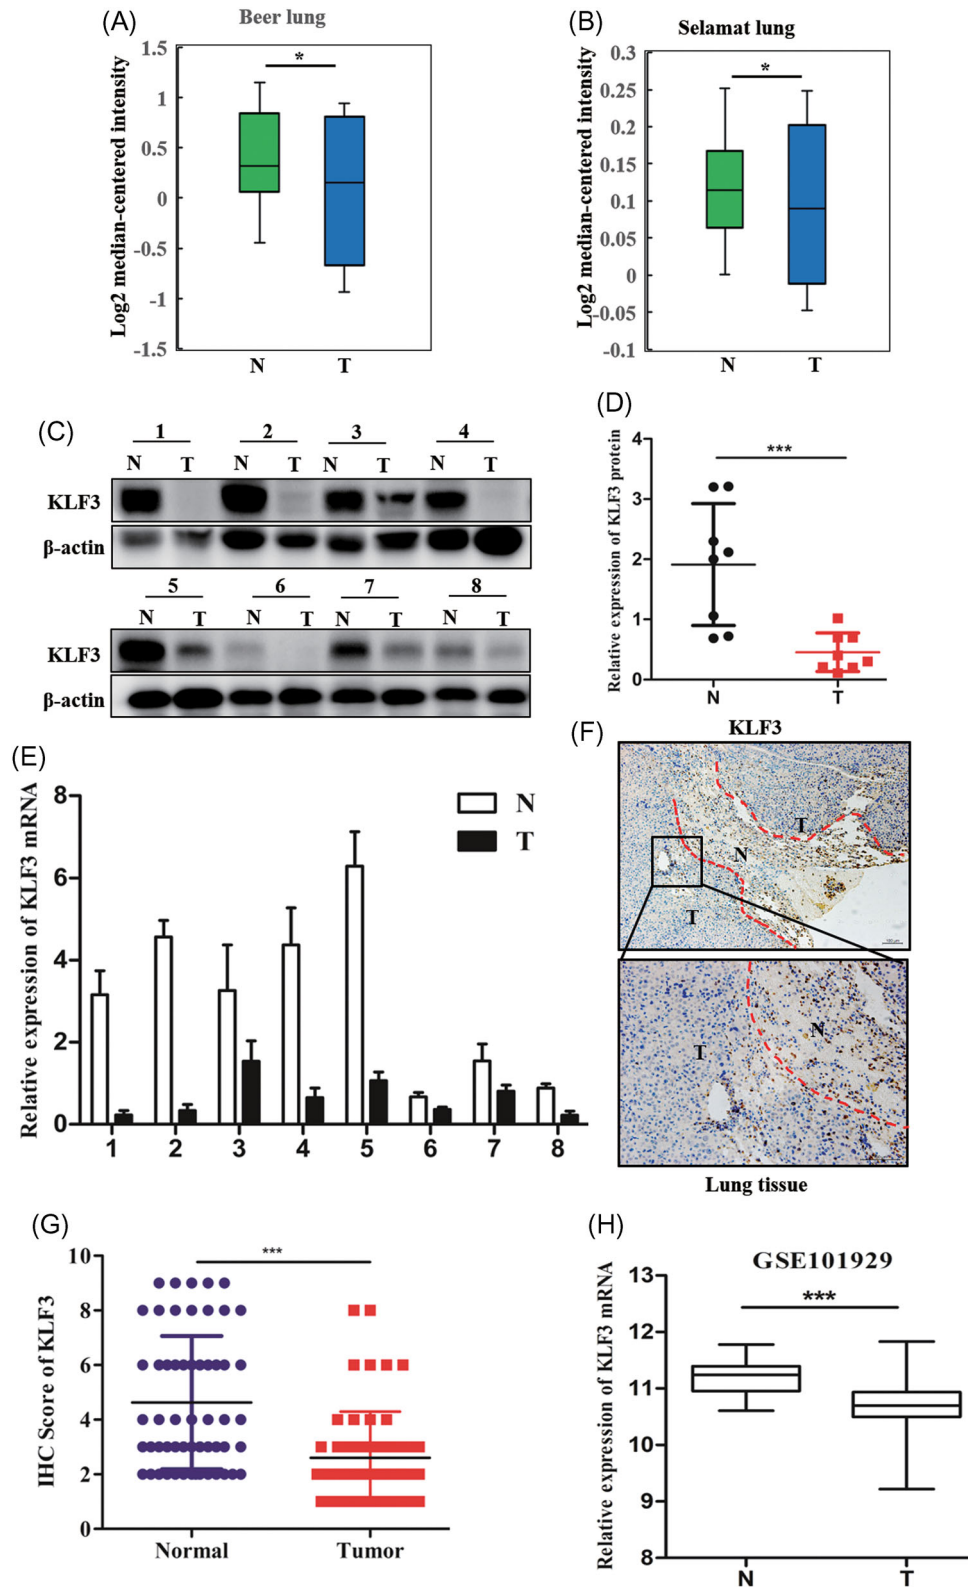 (A)
Beer lung
Log2 median-centered intensity
1.5
1
0.5
0
-0.5
-1
-1.5
*
N T
(B)
Selamat lung
Log2 median-centered intensity
0.3
0.25
0.2
0.15
0.1
0.05
0
-0.05
-0.1
*
N T
(C)
1 2 3 4
N T N T N T N T
KLF3
β-actin
5 6 7 8
N T N T N T N T
KLF3
β-actin
(D)
Relative expression of KLF3 protein
4
3
2
1
0
***
N T
(E)
Relative expression of KLF3 mRNA
8
6
4
2
0
N
T
1 2 3 4 5 6 7 8
(F)
KLF3
T
N
T
T
N
Lung tissue
(G)
IHC Score of KLF3
10
8
6
4
2
0
***
Normal Tumor
(H)
GSE101929
Relative expression of KLF3 mRNA
13
12
11
10
9
8
***
N T